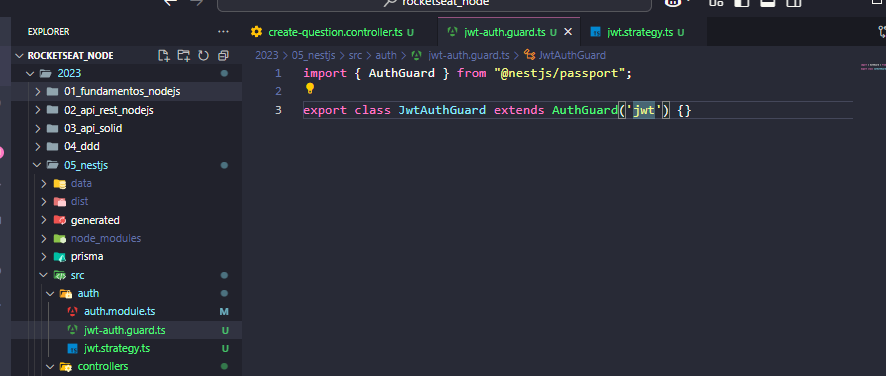 rocketseat_node
EXPLORER
ROCKETSEAT_NODE
2023
01_fundamentos_nodejs
02_api_rest_nodejs
03_api_solid
04_ddd
05_nestjs
data
dist
generated
node_modules
prisma
src
auth
auth.module.ts M
jwt-auth.guard.ts U
jwt.strategy.ts U
controllers
create-question.controller.ts U
jwt-auth.guard.ts U
jwt.strategy.ts U
2023 > 05_nestjs > src > auth > jwt-auth.guard.ts > JwtAuthGuard
1 import { AuthGuard } from "@nestjs/passport";
2
3 export class JwtAuthGuard extends AuthGuard('jwt') {}